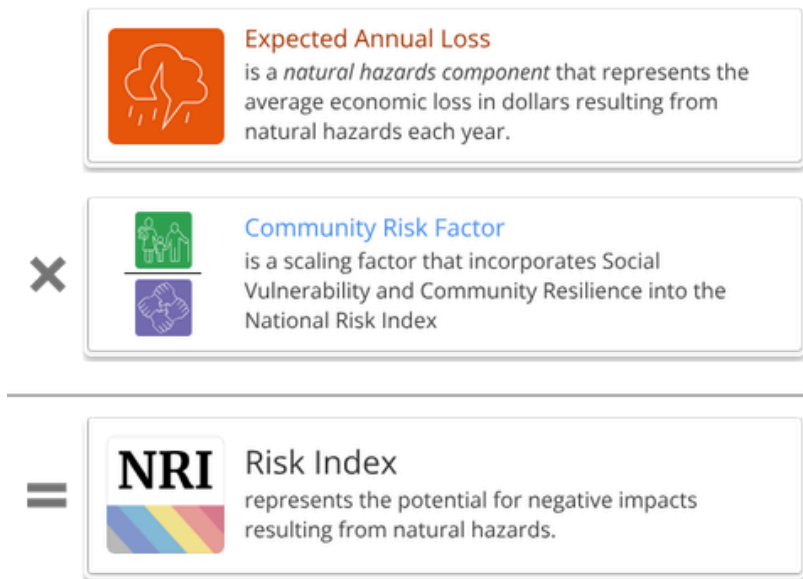 Expected Annual Loss
is a natural hazards component that represents the
average economic loss in dollars resulting from
natural hazards each year.
×
Community Risk Factor
is a scaling factor that incorporates Social
Vulnerability and Community Resilience into the
National Risk Index
=
NRI
Risk Index
represents the potential for negative impacts
resulting from natural hazards.